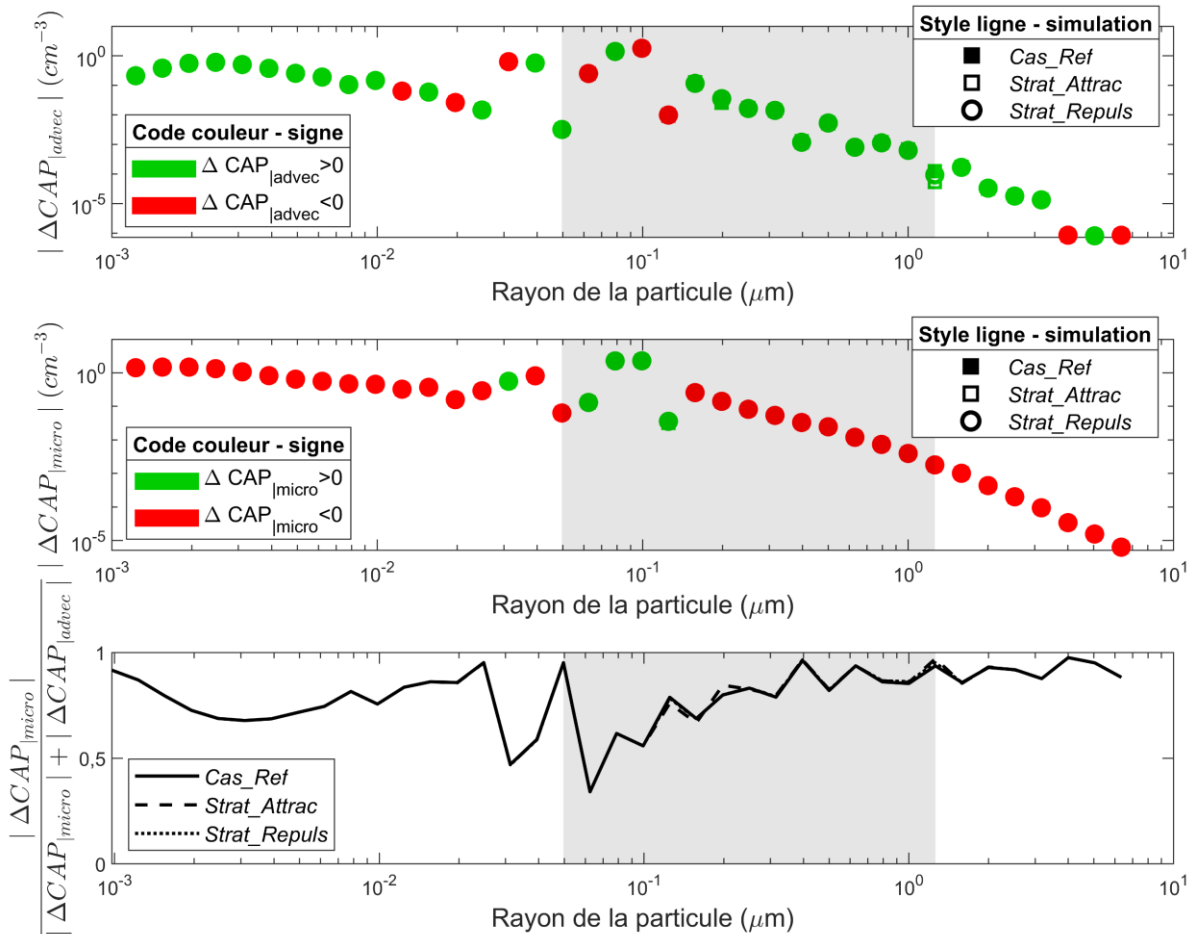 | ΔCAP|advec | (cm−3)
100
10-5
Code couleur - signe
Δ CAP|advec>0
Δ CAP|advec<0
Style ligne - simulation
Cas_Ref
Strat_Attrac
Strat_Repuls
10-3
10-2
10-1
100
101
Rayon de la particule (μm)
| ΔCAP|micro | (cm−3)
100
10-5
Code couleur - signe
Δ CAP|micro>0
Δ CAP|micro<0
Style ligne - simulation
Cas_Ref
Strat_Attrac
Strat_Repuls
10-3
10-2
10-1
100
101
Rayon de la particule (μm)
| ΔCAP|micro |
| ΔCAP|micro | + | ΔCAP|advec |
1
0,5
0
Cas_Ref
Strat_Attrac
Strat_Repuls
10-3
10-2
10-1
100
101
Rayon de la particule (μm)